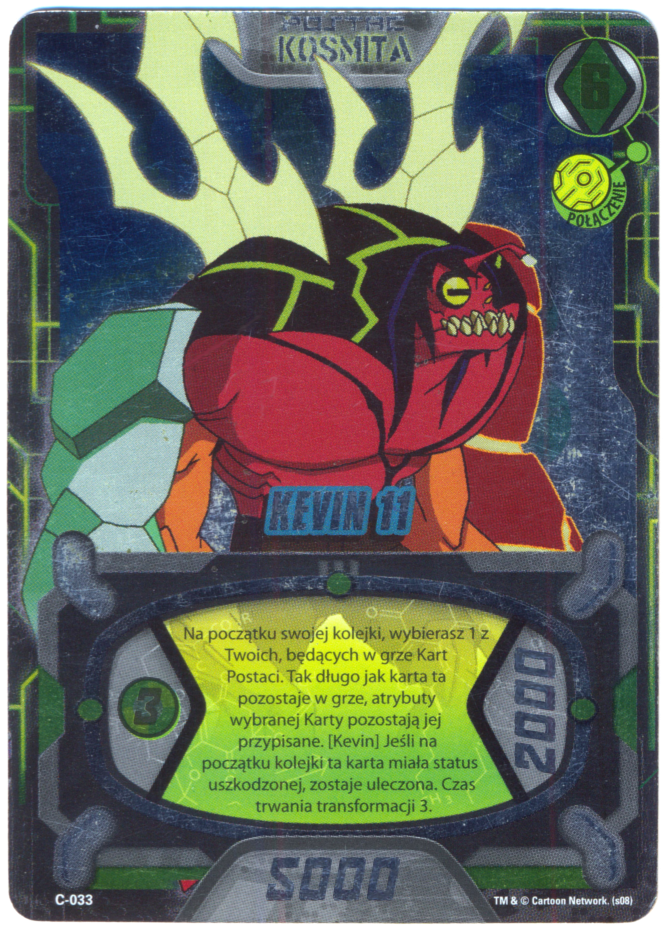 POSTAĆ
KOSMITA
6
POŁĄCZENIE
KEVIN 11
Na początku swojej kolejki, wybierasz 1 z
Twoich, będących w grze Kart
Postaci. Tak długo jak karta ta
pozostaje w grze, atrybuty
wybranej Karty pozostają jej
przypisane. [Kevin] Jeśli na
początku kolejki ta karta miała status
uszkodzonej, zostaje uleczona. Czas
trwania transformacji 3.
3
2000
5000
C-033
TM & © Cartoon Network. (s08)